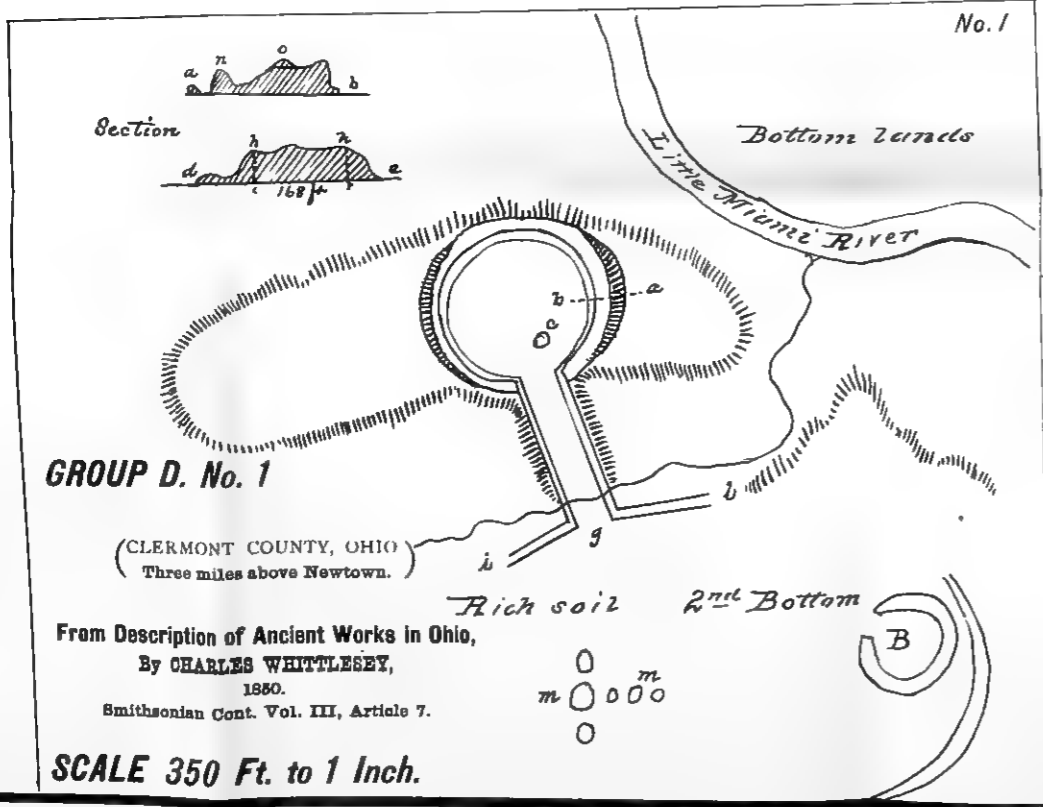 No. 1
a n o b
Section
d h k e
168 ft
Bottom lands
Little Miami River
b a
c
GROUP D. No. 1
l
g
i
(CLERMONT COUNTY, OHIO
Three miles above Newtown.)
Rich soil 2nd Bottom
B
From Description of Ancient Works in Ohio,
By CHARLES WHITTLESEY,
1850.
Smithsonian Cont. Vol. III, Article 7.
m m
SCALE 350 Ft. to 1 Inch.